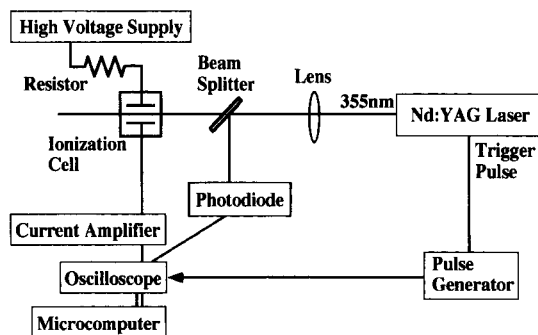 High Voltage Supply
Resistor
Beam
Splitter
Lens
355nm
Nd:YAG Laser
Ionization
Cell
Trigger
Pulse
Photodiode
Current Amplifier
Oscilloscope
Pulse
Generator
Microcomputer